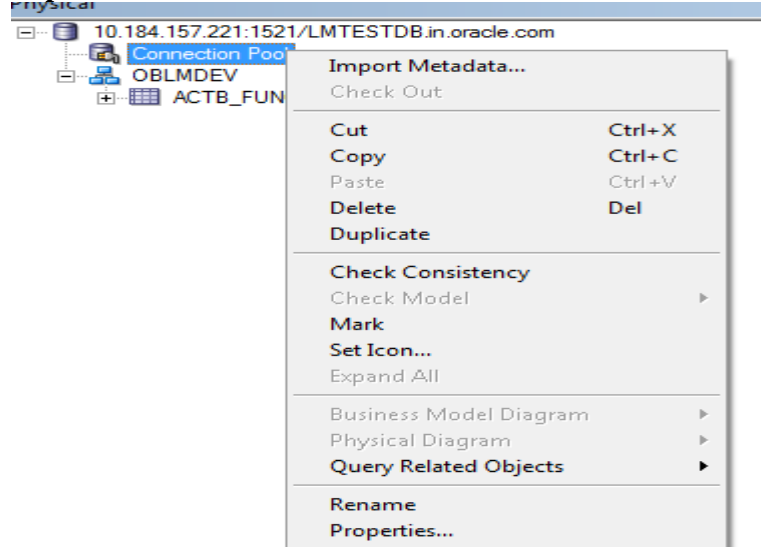 Physical
10.184.157.221:1521/LMTESTDB.in.oracle.com
Connection Pool
OBLMDEV
ACTB_FUN
Import Metadata...
Check Out
Cut Ctrl+X
Copy Ctrl+C
Paste Ctrl+V
Delete Del
Duplicate
Check Consistency
Check Model
Mark
Set Icon...
Expand All
Business Model Diagram
Physical Diagram
Query Related Objects
Rename
Properties...